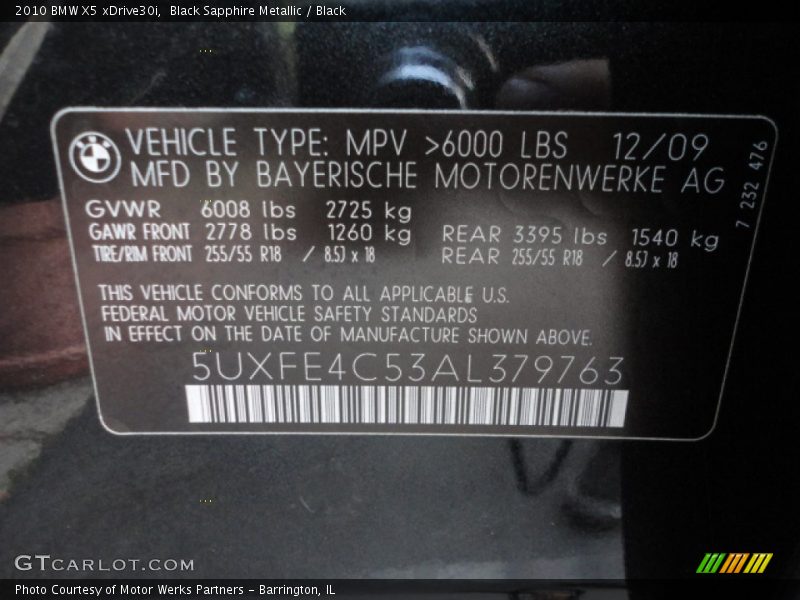 2010 BMW X5 xDrive30i,  Black Sapphire Metallic / Black
VEHICLE TYPE: MPV >6000 LBS 12/09
MFD BY BAYERISCHE MOTORENWERKE AG
7 232 476
GVWR 6008 lbs 2725 kg
GAWR FRONT 2778 lbs 1260 kg REAR 3395 lbs 1540 kg
TIRE/RIM FRONT 255/55 R18 / 8.5J x 18 REAR 255/55 R18 / 8.5J x 18
THIS VEHICLE CONFORMS TO ALL APPLICABLE U.S.
FEDERAL MOTOR VEHICLE SAFETY STANDARDS
IN EFFECT ON THE DATE OF MANUFACTURE SHOWN ABOVE.
5UXFE4C53AL379763
GTCARLOT.COM
Photo Courtesy of Motor Werks Partners - Barrington, IL